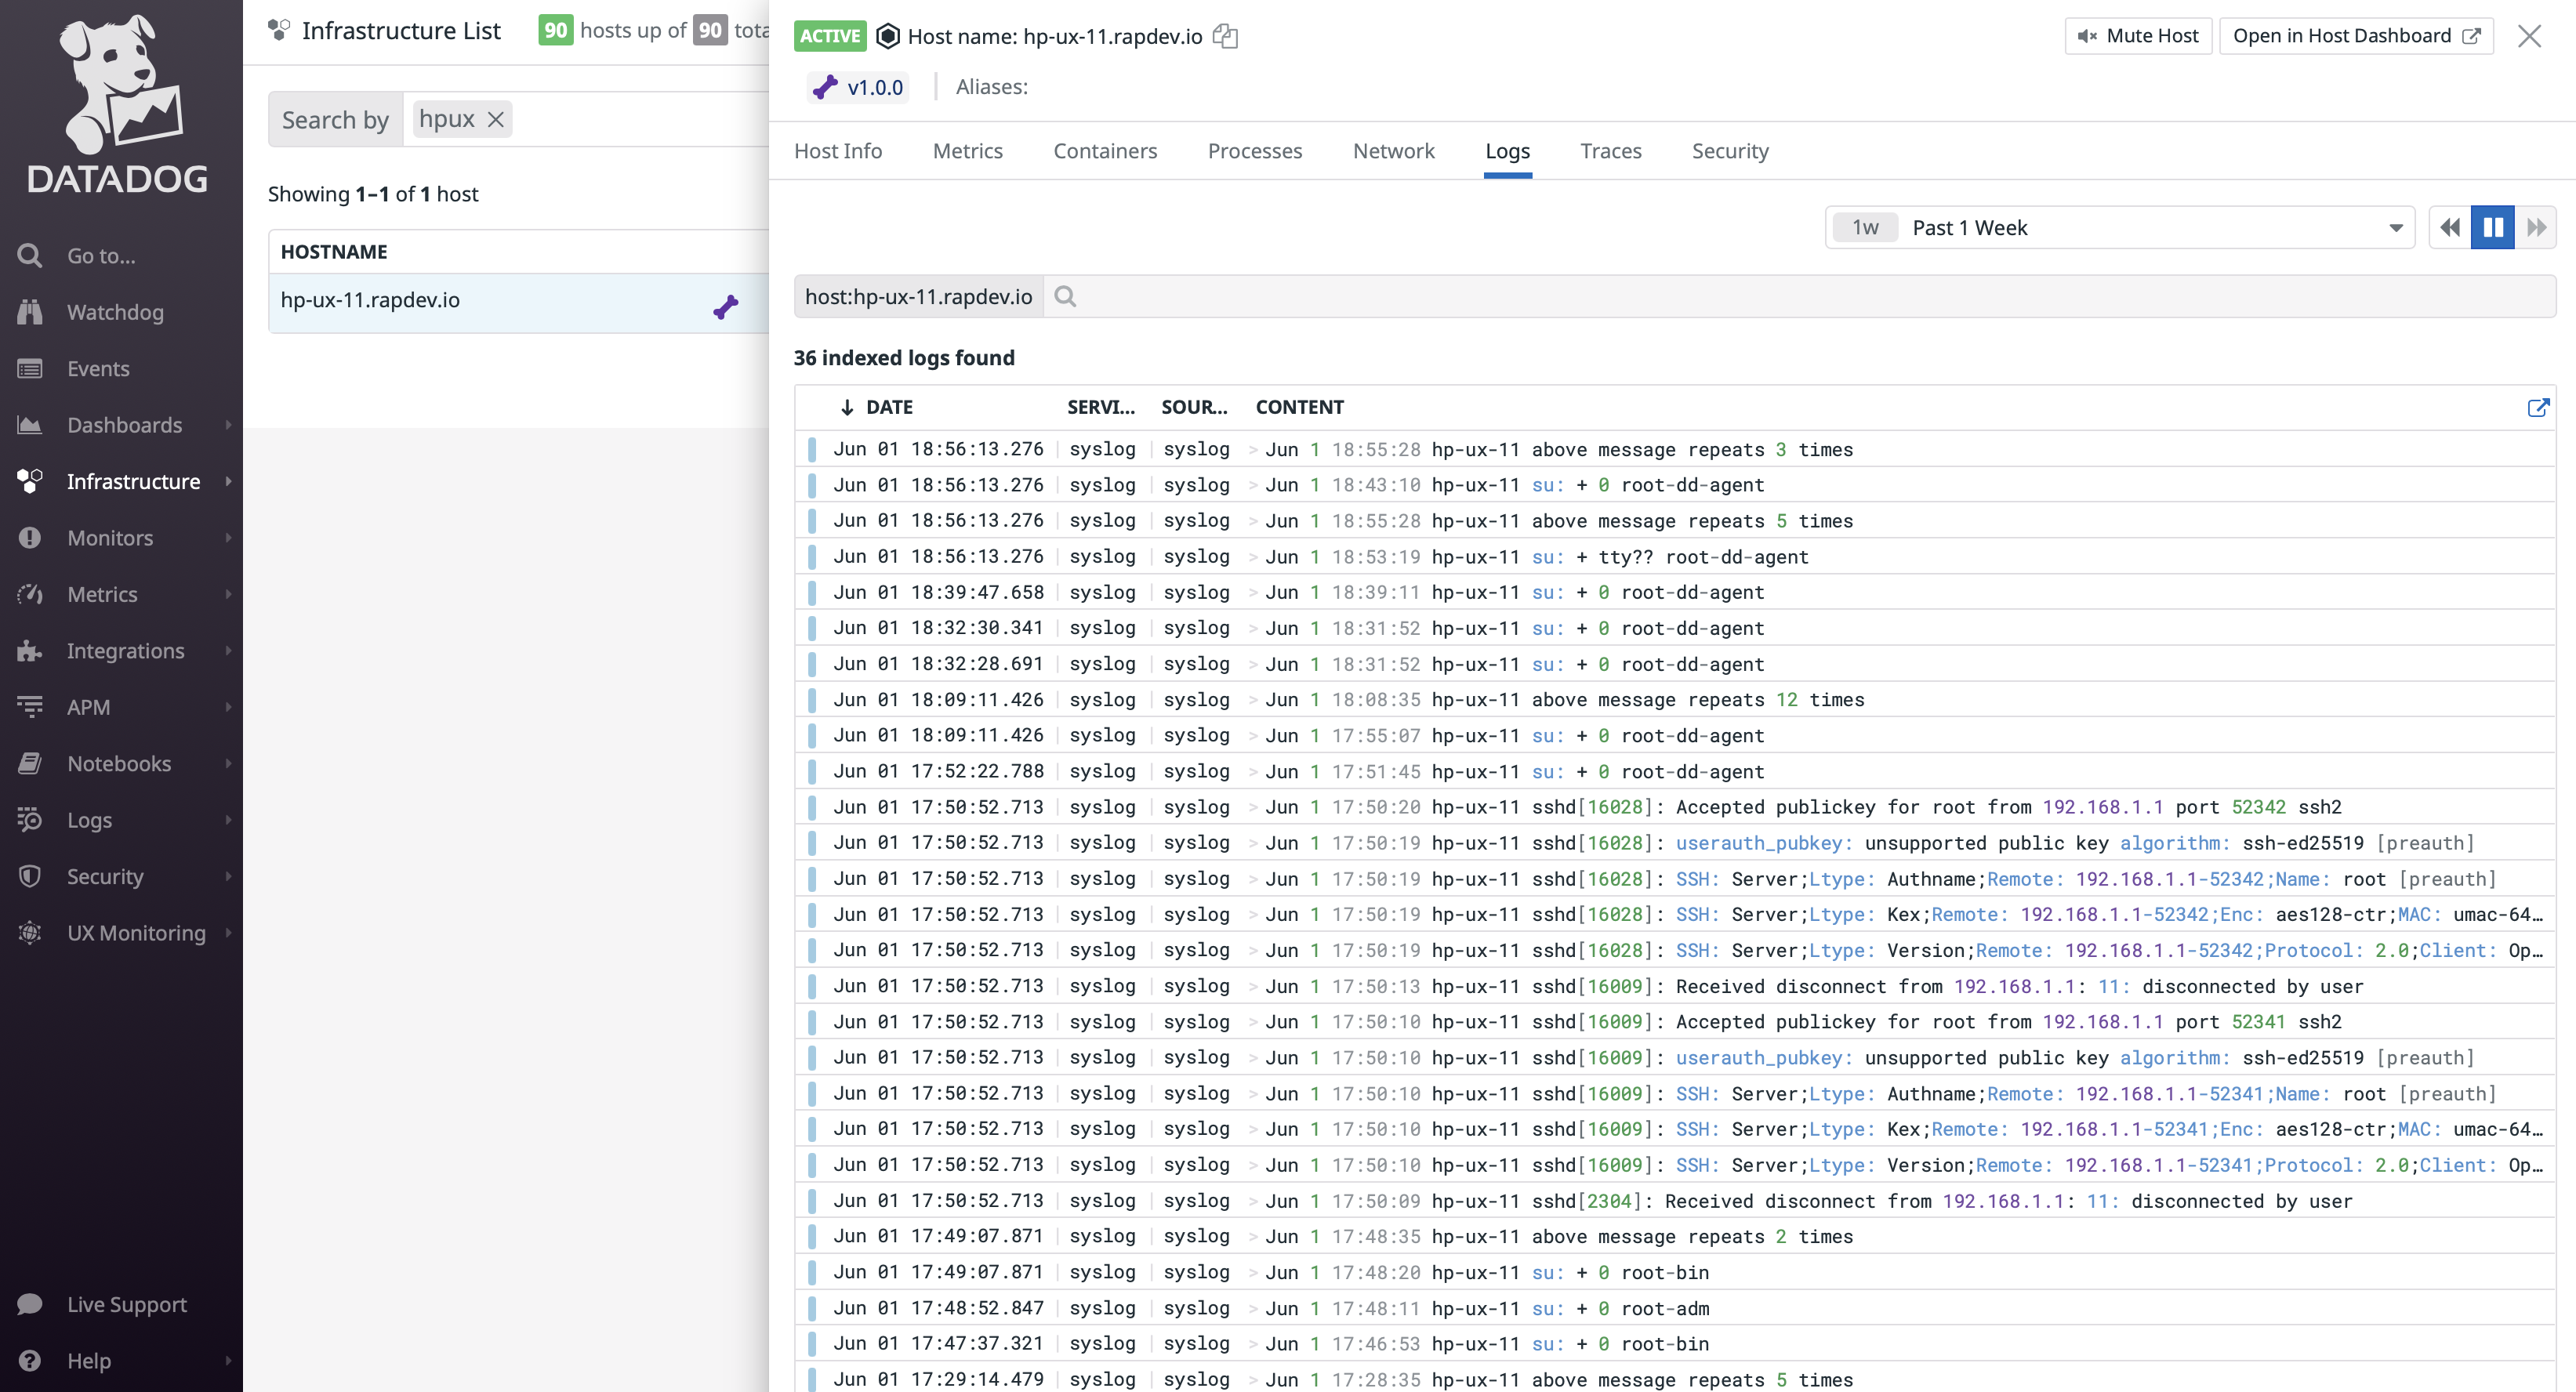 DATADOG
Go to...
Watchdog
Events
Dashboards
Infrastructure
Monitors
Metrics
Integrations
APM
Notebooks
Logs
Security
UX Monitoring
Live Support
Help
Infrastructure List 90 hosts up of 90 tota
Search by hpux
Showing 1–1 of 1 host
HOSTNAME
hp-ux-11.rapdev.io
ACTIVE Host name: hp-ux-11.rapdev.io
Mute Host Open in Host Dashboard
v1.0.0 Aliases:
Host Info Metrics Containers Processes Network Logs Traces Security
1w Past 1 Week
host:hp-ux-11.rapdev.io
36 indexed logs found
DATE SERVI... SOUR... CONTENT
Jun 01 18:56:13.276 syslog syslog > Jun 1 18:55:28 hp-ux-11 above message repeats 3 times
Jun 01 18:56:13.276 syslog syslog > Jun 1 18:43:10 hp-ux-11 su: + 0 root-dd-agent
Jun 01 18:56:13.276 syslog syslog > Jun 1 18:55:28 hp-ux-11 above message repeats 5 times
Jun 01 18:56:13.276 syslog syslog > Jun 1 18:53:19 hp-ux-11 su: + tty?? root-dd-agent
Jun 01 18:39:47.658 syslog syslog > Jun 1 18:39:11 hp-ux-11 su: + 0 root-dd-agent
Jun 01 18:32:30.341 syslog syslog > Jun 1 18:31:52 hp-ux-11 su: + 0 root-dd-agent
Jun 01 18:32:28.691 syslog syslog > Jun 1 18:31:52 hp-ux-11 su: + 0 root-dd-agent
Jun 01 18:09:11.426 syslog syslog > Jun 1 18:08:35 hp-ux-11 above message repeats 12 times
Jun 01 18:09:11.426 syslog syslog > Jun 1 17:55:07 hp-ux-11 su: + 0 root-dd-agent
Jun 01 17:52:22.788 syslog syslog > Jun 1 17:51:45 hp-ux-11 su: + 0 root-dd-agent
Jun 01 17:50:52.713 syslog syslog > Jun 1 17:50:20 hp-ux-11 sshd[16028]: Accepted publickey for root from 192.168.1.1 port 52342 ssh2
Jun 01 17:50:52.713 syslog syslog > Jun 1 17:50:19 hp-ux-11 sshd[16028]: userauth_pubkey: unsupported public key algorithm: ssh-ed25519 [preauth]
Jun 01 17:50:52.713 syslog syslog > Jun 1 17:50:19 hp-ux-11 sshd[16028]: SSH: Server;Ltype: Authname;Remote: 192.168.1.1-52342;Name: root [preauth]
Jun 01 17:50:52.713 syslog syslog > Jun 1 17:50:19 hp-ux-11 sshd[16028]: SSH: Server;Ltype: Kex;Remote: 192.168.1.1-52342;Enc: aes128-ctr;MAC: umac-64...
Jun 01 17:50:52.713 syslog syslog > Jun 1 17:50:19 hp-ux-11 sshd[16028]: SSH: Server;Ltype: Version;Remote: 192.168.1.1-52342;Protocol: 2.0;Client: Op...
Jun 01 17:50:52.713 syslog syslog > Jun 1 17:50:13 hp-ux-11 sshd[16009]: Received disconnect from 192.168.1.1: 11: disconnected by user
Jun 01 17:50:52.713 syslog syslog > Jun 1 17:50:10 hp-ux-11 sshd[16009]: Accepted publickey for root from 192.168.1.1 port 52341 ssh2
Jun 01 17:50:52.713 syslog syslog > Jun 1 17:50:10 hp-ux-11 sshd[16009]: userauth_pubkey: unsupported public key algorithm: ssh-ed25519 [preauth]
Jun 01 17:50:52.713 syslog syslog > Jun 1 17:50:10 hp-ux-11 sshd[16009]: SSH: Server;Ltype: Authname;Remote: 192.168.1.1-52341;Name: root [preauth]
Jun 01 17:50:52.713 syslog syslog > Jun 1 17:50:10 hp-ux-11 sshd[16009]: SSH: Server;Ltype: Kex;Remote: 192.168.1.1-52341;Enc: aes128-ctr;MAC: umac-64...
Jun 01 17:50:52.713 syslog syslog > Jun 1 17:50:10 hp-ux-11 sshd[16009]: SSH: Server;Ltype: Version;Remote: 192.168.1.1-52341;Protocol: 2.0;Client: Op...
Jun 01 17:50:52.713 syslog syslog > Jun 1 17:50:09 hp-ux-11 sshd[2304]: Received disconnect from 192.168.1.1: 11: disconnected by user
Jun 01 17:49:07.871 syslog syslog > Jun 1 17:48:35 hp-ux-11 above message repeats 2 times
Jun 01 17:49:07.871 syslog syslog > Jun 1 17:48:20 hp-ux-11 su: + 0 root-bin
Jun 01 17:48:52.847 syslog syslog > Jun 1 17:48:11 hp-ux-11 su: + 0 root-adm
Jun 01 17:47:37.321 syslog syslog > Jun 1 17:46:53 hp-ux-11 su: + 0 root-bin
Jun 01 17:29:14.479 syslog syslog > Jun 1 17:28:35 hp-ux-11 above message repeats 5 times